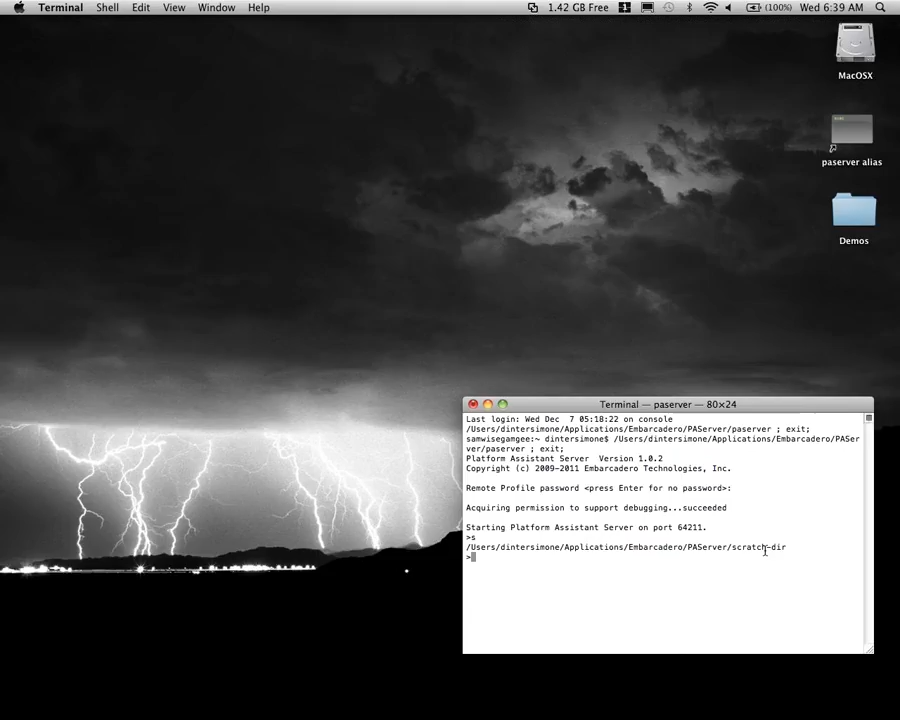 Terminal Shell Edit View Window Help 1.42 GB Free 1 (100%) Wed 6:39 AM
MacOSX
paserver alias
Demos
Terminal — paserver — 80×24
Last login: Wed Dec  7 05:18:22 on console
/Users/dintersimone/Applications/Embarcadero/PAServer/paserver ; exit;
samwisegamgee:~ dintersimone$ /Users/dintersimone/Applications/Embarcadero/PASer
ver/paserver ; exit;
Platform Assistant Server  Version 1.0.2
Copyright (c) 2009-2011 Embarcadero Technologies, Inc.
Remote Profile password <press Enter for no password>:
Acquiring permission to support debugging...succeeded
Starting Platform Assistant Server on port 64211.
>s
/Users/dintersimone/Applications/Embarcadero/PAServer/scratch-dir
>